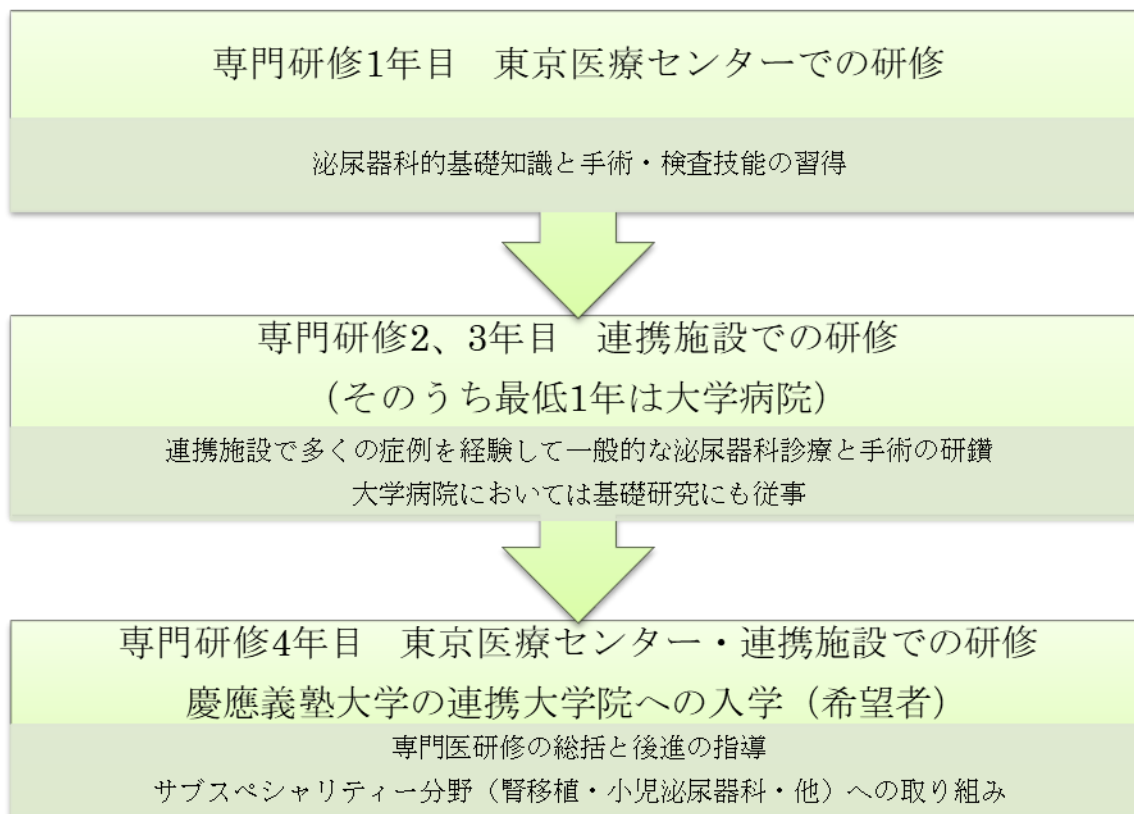 専門研修1年目　東京医療センターでの研修
泌尿器科的基礎知識と手術・検査技能の習得
専門研修2、3年目　連携施設での研修
（そのうち最低1年は大学病院）
連携施設で多くの症例を経験して一般的な泌尿器科診療と手術の研鑽
大学病院においては基礎研究にも従事
専門研修4年目　東京医療センター・連携施設での研修
慶應義塾大学の連携大学院への入学（希望者）
専門医研修の総括と後進の指導
サブスペシャリティー分野（腎移植・小児泌尿器科・他）への取り組み